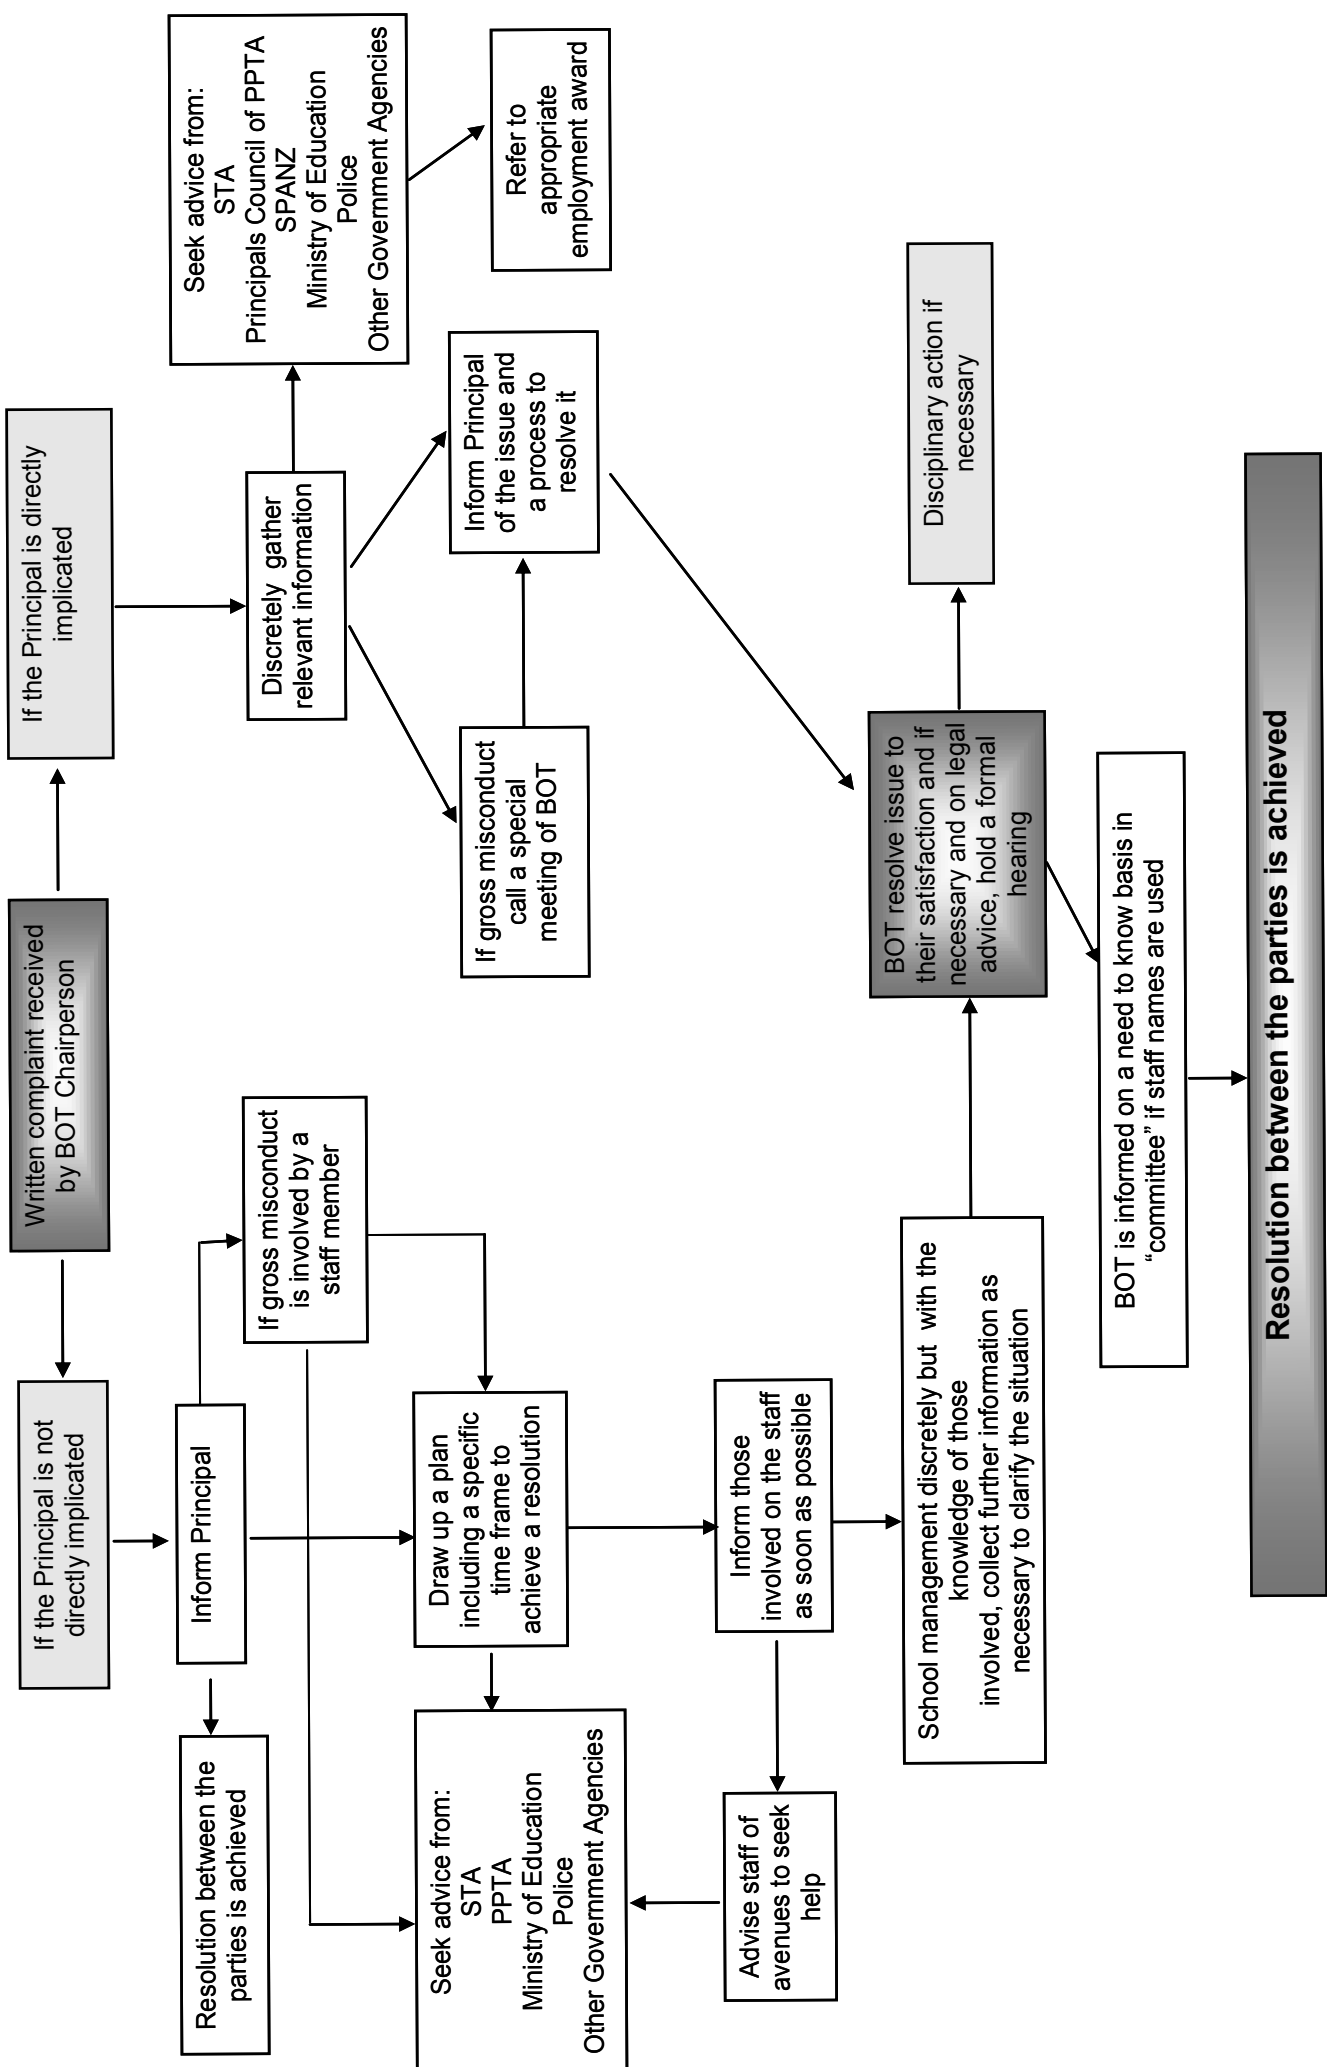 Written complaint received
by BOT Chairperson
If the Principal is not
directly implicated
If the Principal is directly
implicated
Resolution between the
parties is achieved
Inform Principal
If gross misconduct
is involved by a
staff member
Discretely gather
relevant information
Seek advice from:
STA
Principals Council of PPTA
SPANZ
Ministry of Education
Police
Other Government Agencies
Seek advice from:
STA
PPTA
Ministry of Education
Police
Other Government Agencies
Draw up a plan
including a specific
time frame to
achieve a resolution
If gross misconduct
call a special
meeting of BOT
Inform Principal
of the issue and
a process to
resolve it
Refer to
appropriate
employment award
Advise staff of
avenues to seek
help
Inform those
involved on the staff
as soon as possible
School management discretely but with the
knowledge of those
involved, collect further information as
necessary to clarify the situation
BOT resolve issue to
their satisfaction and if
necessary and on legal
advice, hold a formal
hearing
Disciplinary action if
necessary
BOT is informed on a need to know basis in
“committee” if staff names are used
Resolution between the parties is achieved